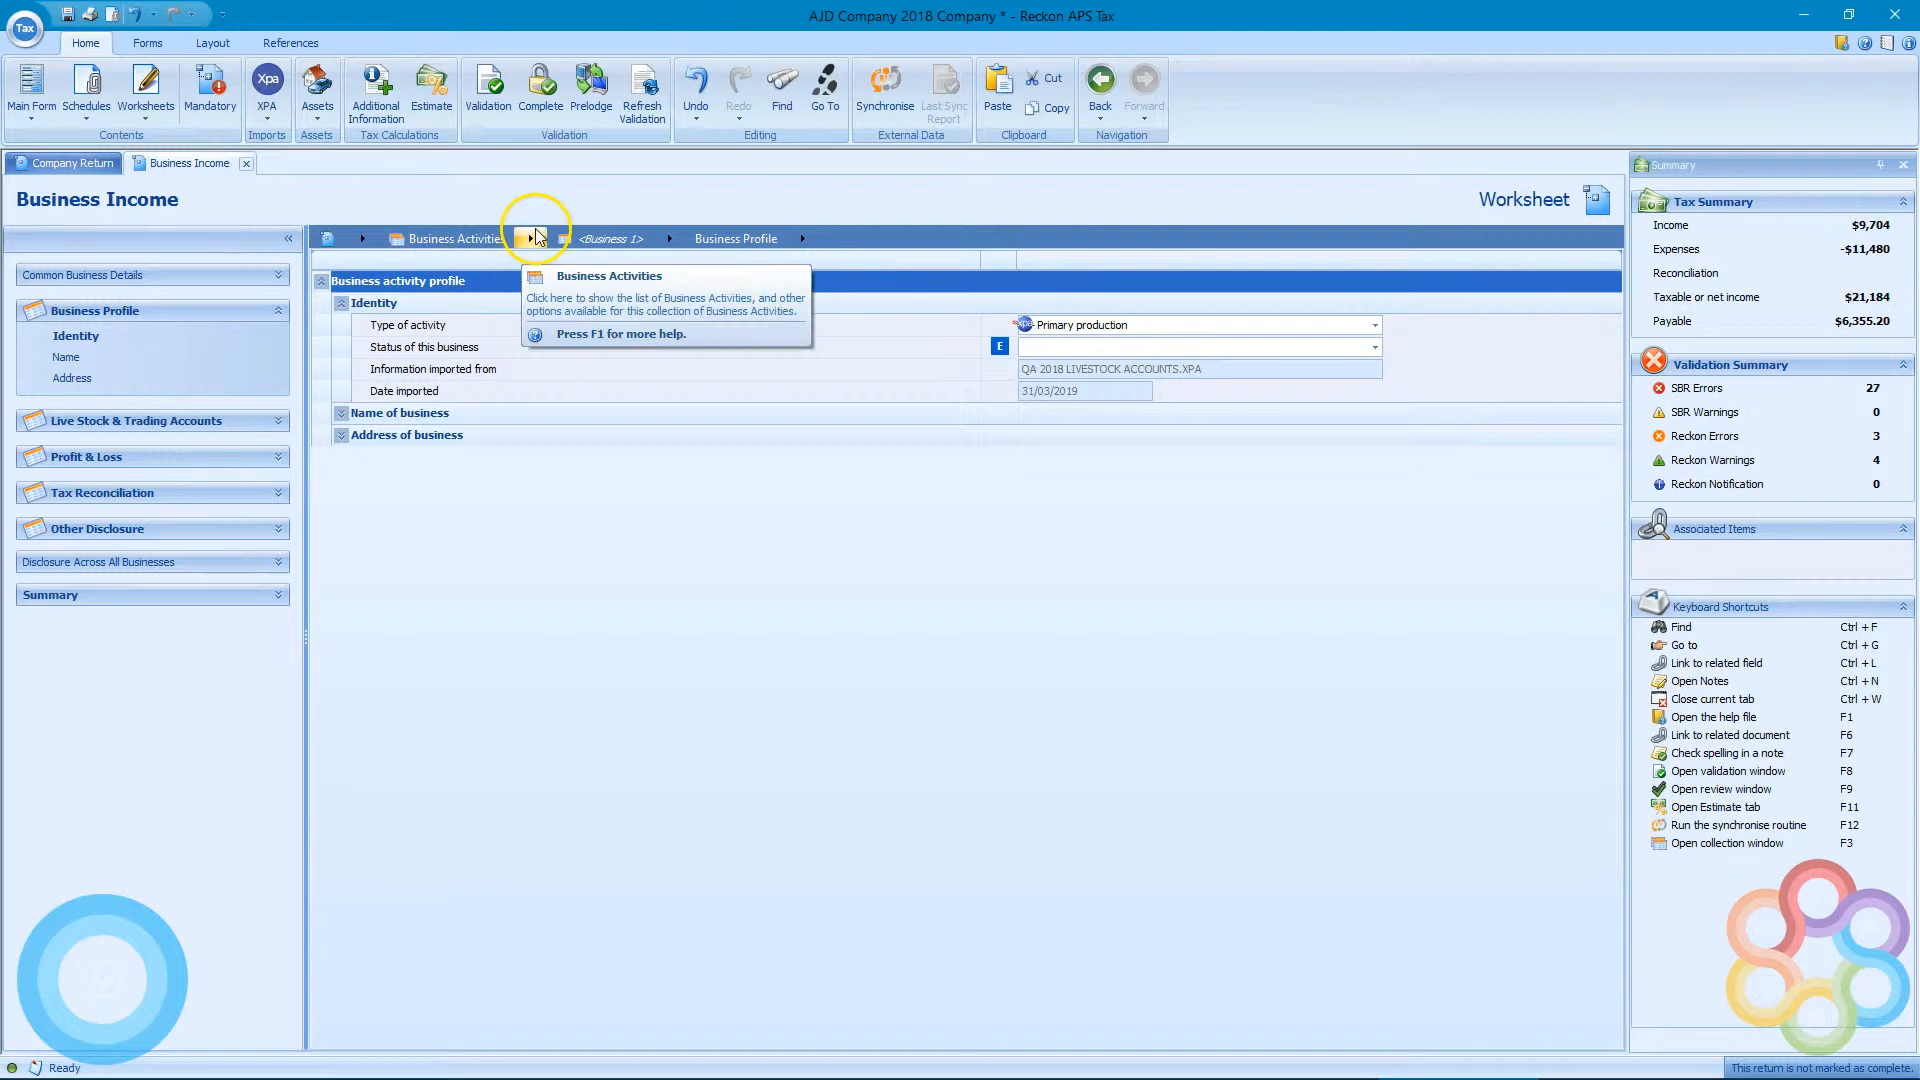 AJD Company 2018 Company * - Reckon APS Tax
Tax
Home Forms Layout References
Main Form Schedules Worksheets Mandatory
Contents
Xpa
XPA
Imports
Assets
Assets
Additional Information Estimate
Tax Calculations
Validation Complete Prelodge Refresh Validation
Validation
Undo Redo Find Go To
Editing
Synchronise Last Sync Report
External Data
Paste Cut Copy
Clipboard
Back Forward
Navigation
Company Return Business Income
Business Income
Worksheet
Common Business Details
Business Profile
Identity
Name
Address
Live Stock & Trading Accounts
Profit & Loss
Tax Reconciliation
Other Disclosure
Disclosure Across All Businesses
Summary
Business Activities <Business 1> Business Profile
Business Activities
Click here to show the list of Business Activities, and other
options available for this collection of Business Activities.
Press F1 for more help.
Business activity profile
Identity
Type of activity Xpa Primary production
Status of this business E
Information imported from QA 2018 LIVESTOCK ACCOUNTS.XPA
Date imported 31/03/2019
Name of business
Address of business
Summary
Tax Summary
Income $9,704
Expenses -$11,480
Reconciliation
Taxable or net income $21,184
Payable $6,355.20
Validation Summary
SBR Errors 27
SBR Warnings 0
Reckon Errors 3
Reckon Warnings 4
Reckon Notification 0
Associated Items
Keyboard Shortcuts
Find Ctrl + F
Go to Ctrl + G
Link to related field Ctrl + L
Open Notes Ctrl + N
Close current tab Ctrl + W
Open the help file F1
Link to related document F6
Check spelling in a note F7
Open validation window F8
Open review window F9
Open Estimate tab F11
Run the synchronise routine F12
Open collection window F3
Ready
This return is not marked as complete.